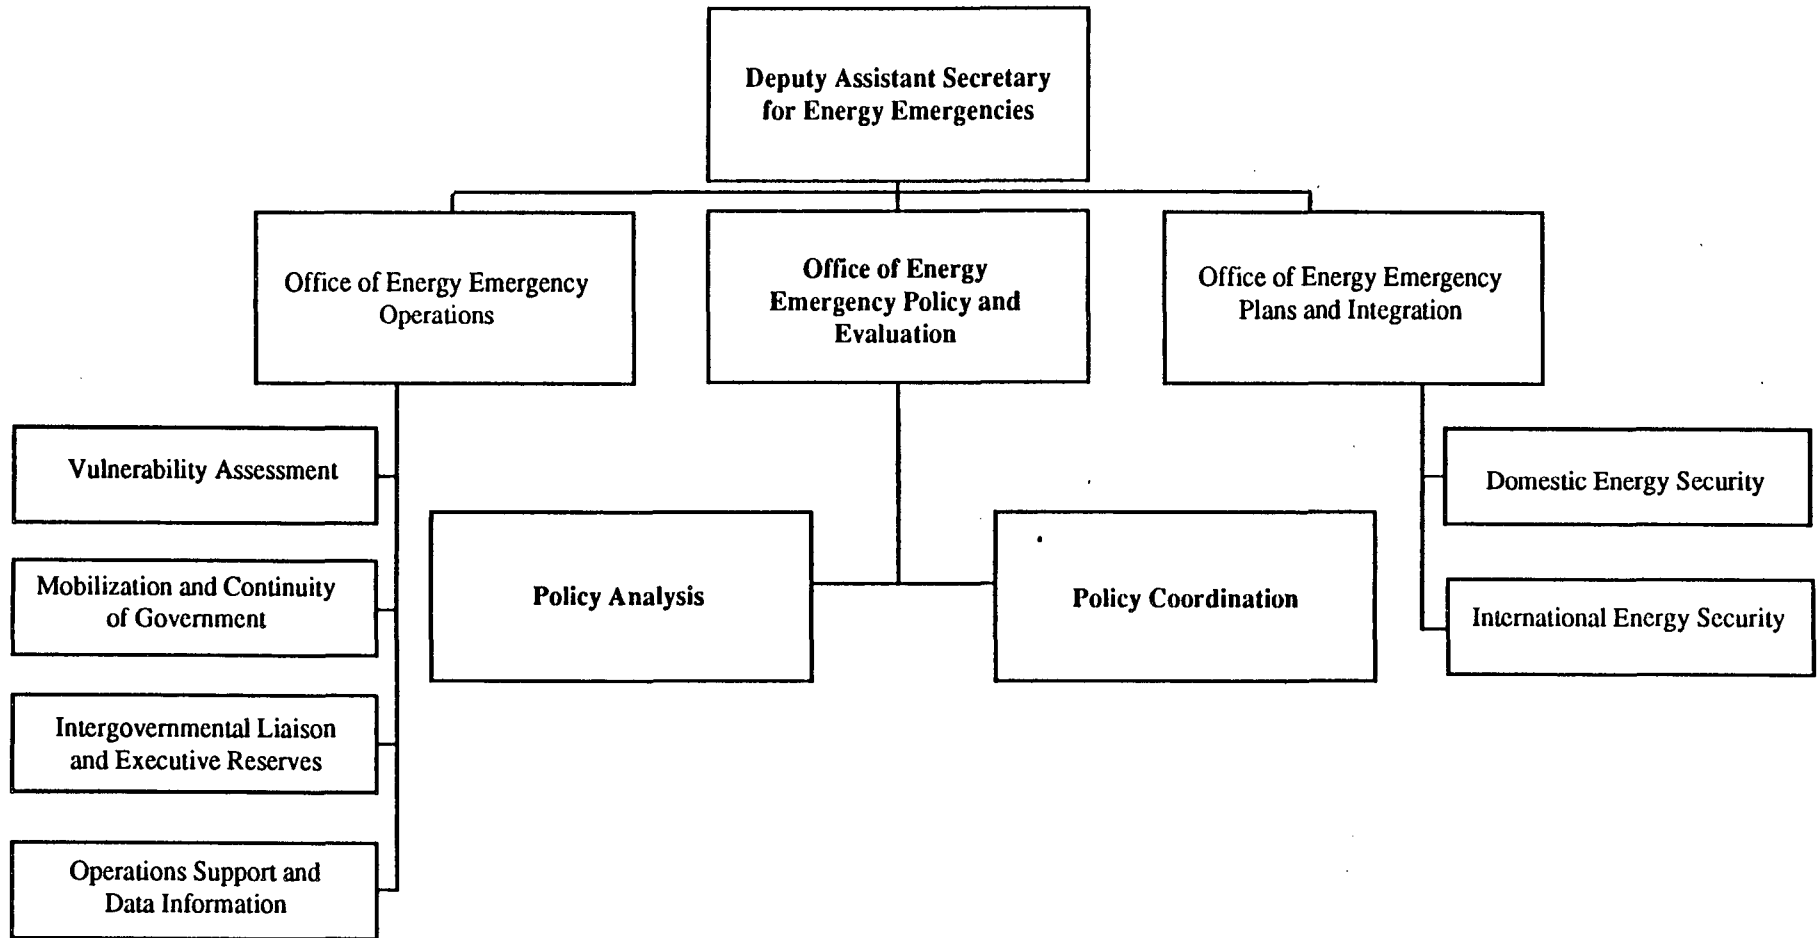 Deputy Assistant Secretary
for Energy Emergencies
Office of Energy Emergency
Operations
Office of Energy
Emergency Policy and
Evaluation
Office of Energy Emergency
Plans and Integration
Vulnerability Assessment
Mobilization and Continuity
of Government
Intergovernmental Liaison
and Executive Reserves
Operations Support and
Data Information
Policy Analysis
Policy Coordination
Domestic Energy Security
International Energy Security